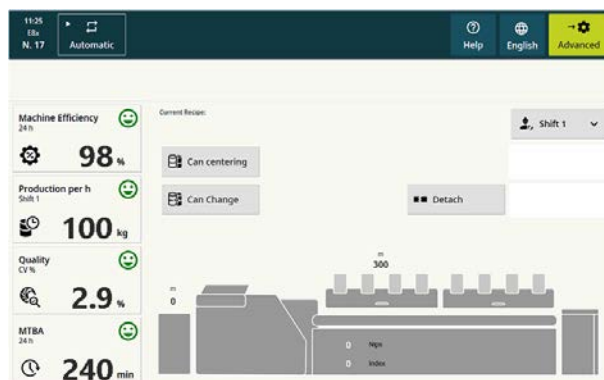 11:25
E8x
N. 17
Automatic
Help
English
Advanced
Machine Efficiency
24 h
98 %
Current Recipe:
Shift 1
Can centering
Production per h
Shift 1
100 kg
Can Change
Detach
Quality
CV %
2.9 %
m
300
m
0
MTBA
24 h
240 min
0 Nips
0 Index